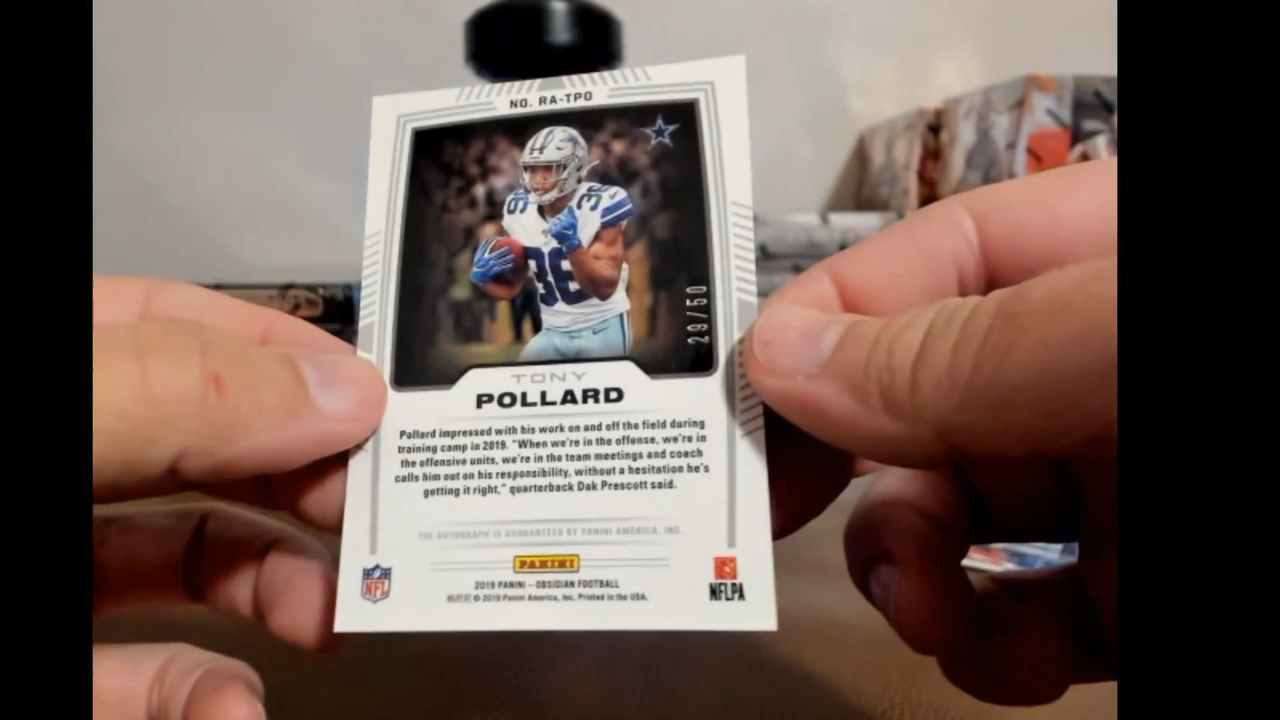 NO. RA-TPO
36
36
36
29/50
TONY
POLLARD
Pollard impressed with his work on and off the field during
training camp in 2019. "When we're in the offense, we're in
the offensive units, we're in the team meetings and coach
calls him out on his responsibility, without a hesitation he's
getting it right," quarterback Dak Prescott said.
THE AUTOGRAPH IS GUARANTEED BY PANINI AMERICA, INC.
PANINI
NFL
2019 PANINI – OBSIDIAN FOOTBALL
© 2019 Panini America, Inc. Printed in the USA.
NFLPA